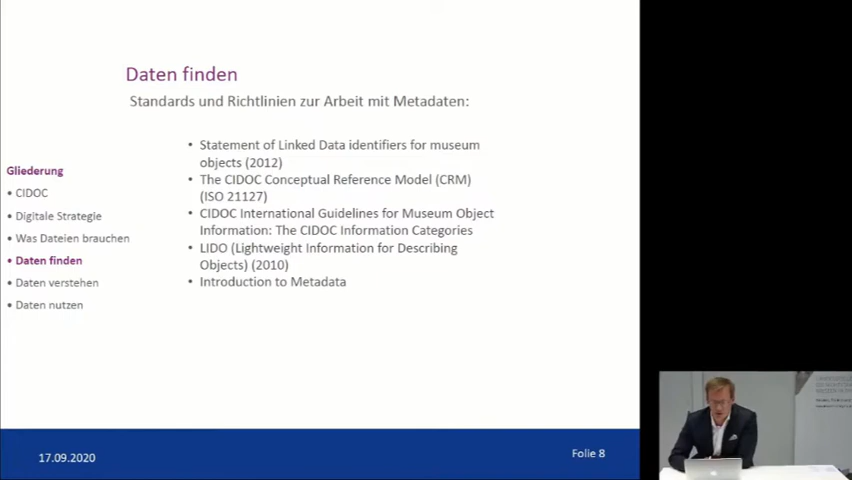 Daten finden
Standards und Richtlinien zur Arbeit mit Metadaten:
• Statement of Linked Data identifiers for museum
objects (2012)
• The CIDOC Conceptual Reference Model (CRM)
(ISO 21127)
• CIDOC International Guidelines for Museum Object
Information: The CIDOC Information Categories
• LIDO (Lightweight Information for Describing
Objects) (2010)
• Introduction to Metadata
Gliederung
• CIDOC
• Digitale Strategie
• Was Dateien brauchen
• Daten finden
• Daten verstehen
• Daten nutzen
17.09.2020
Folie 8